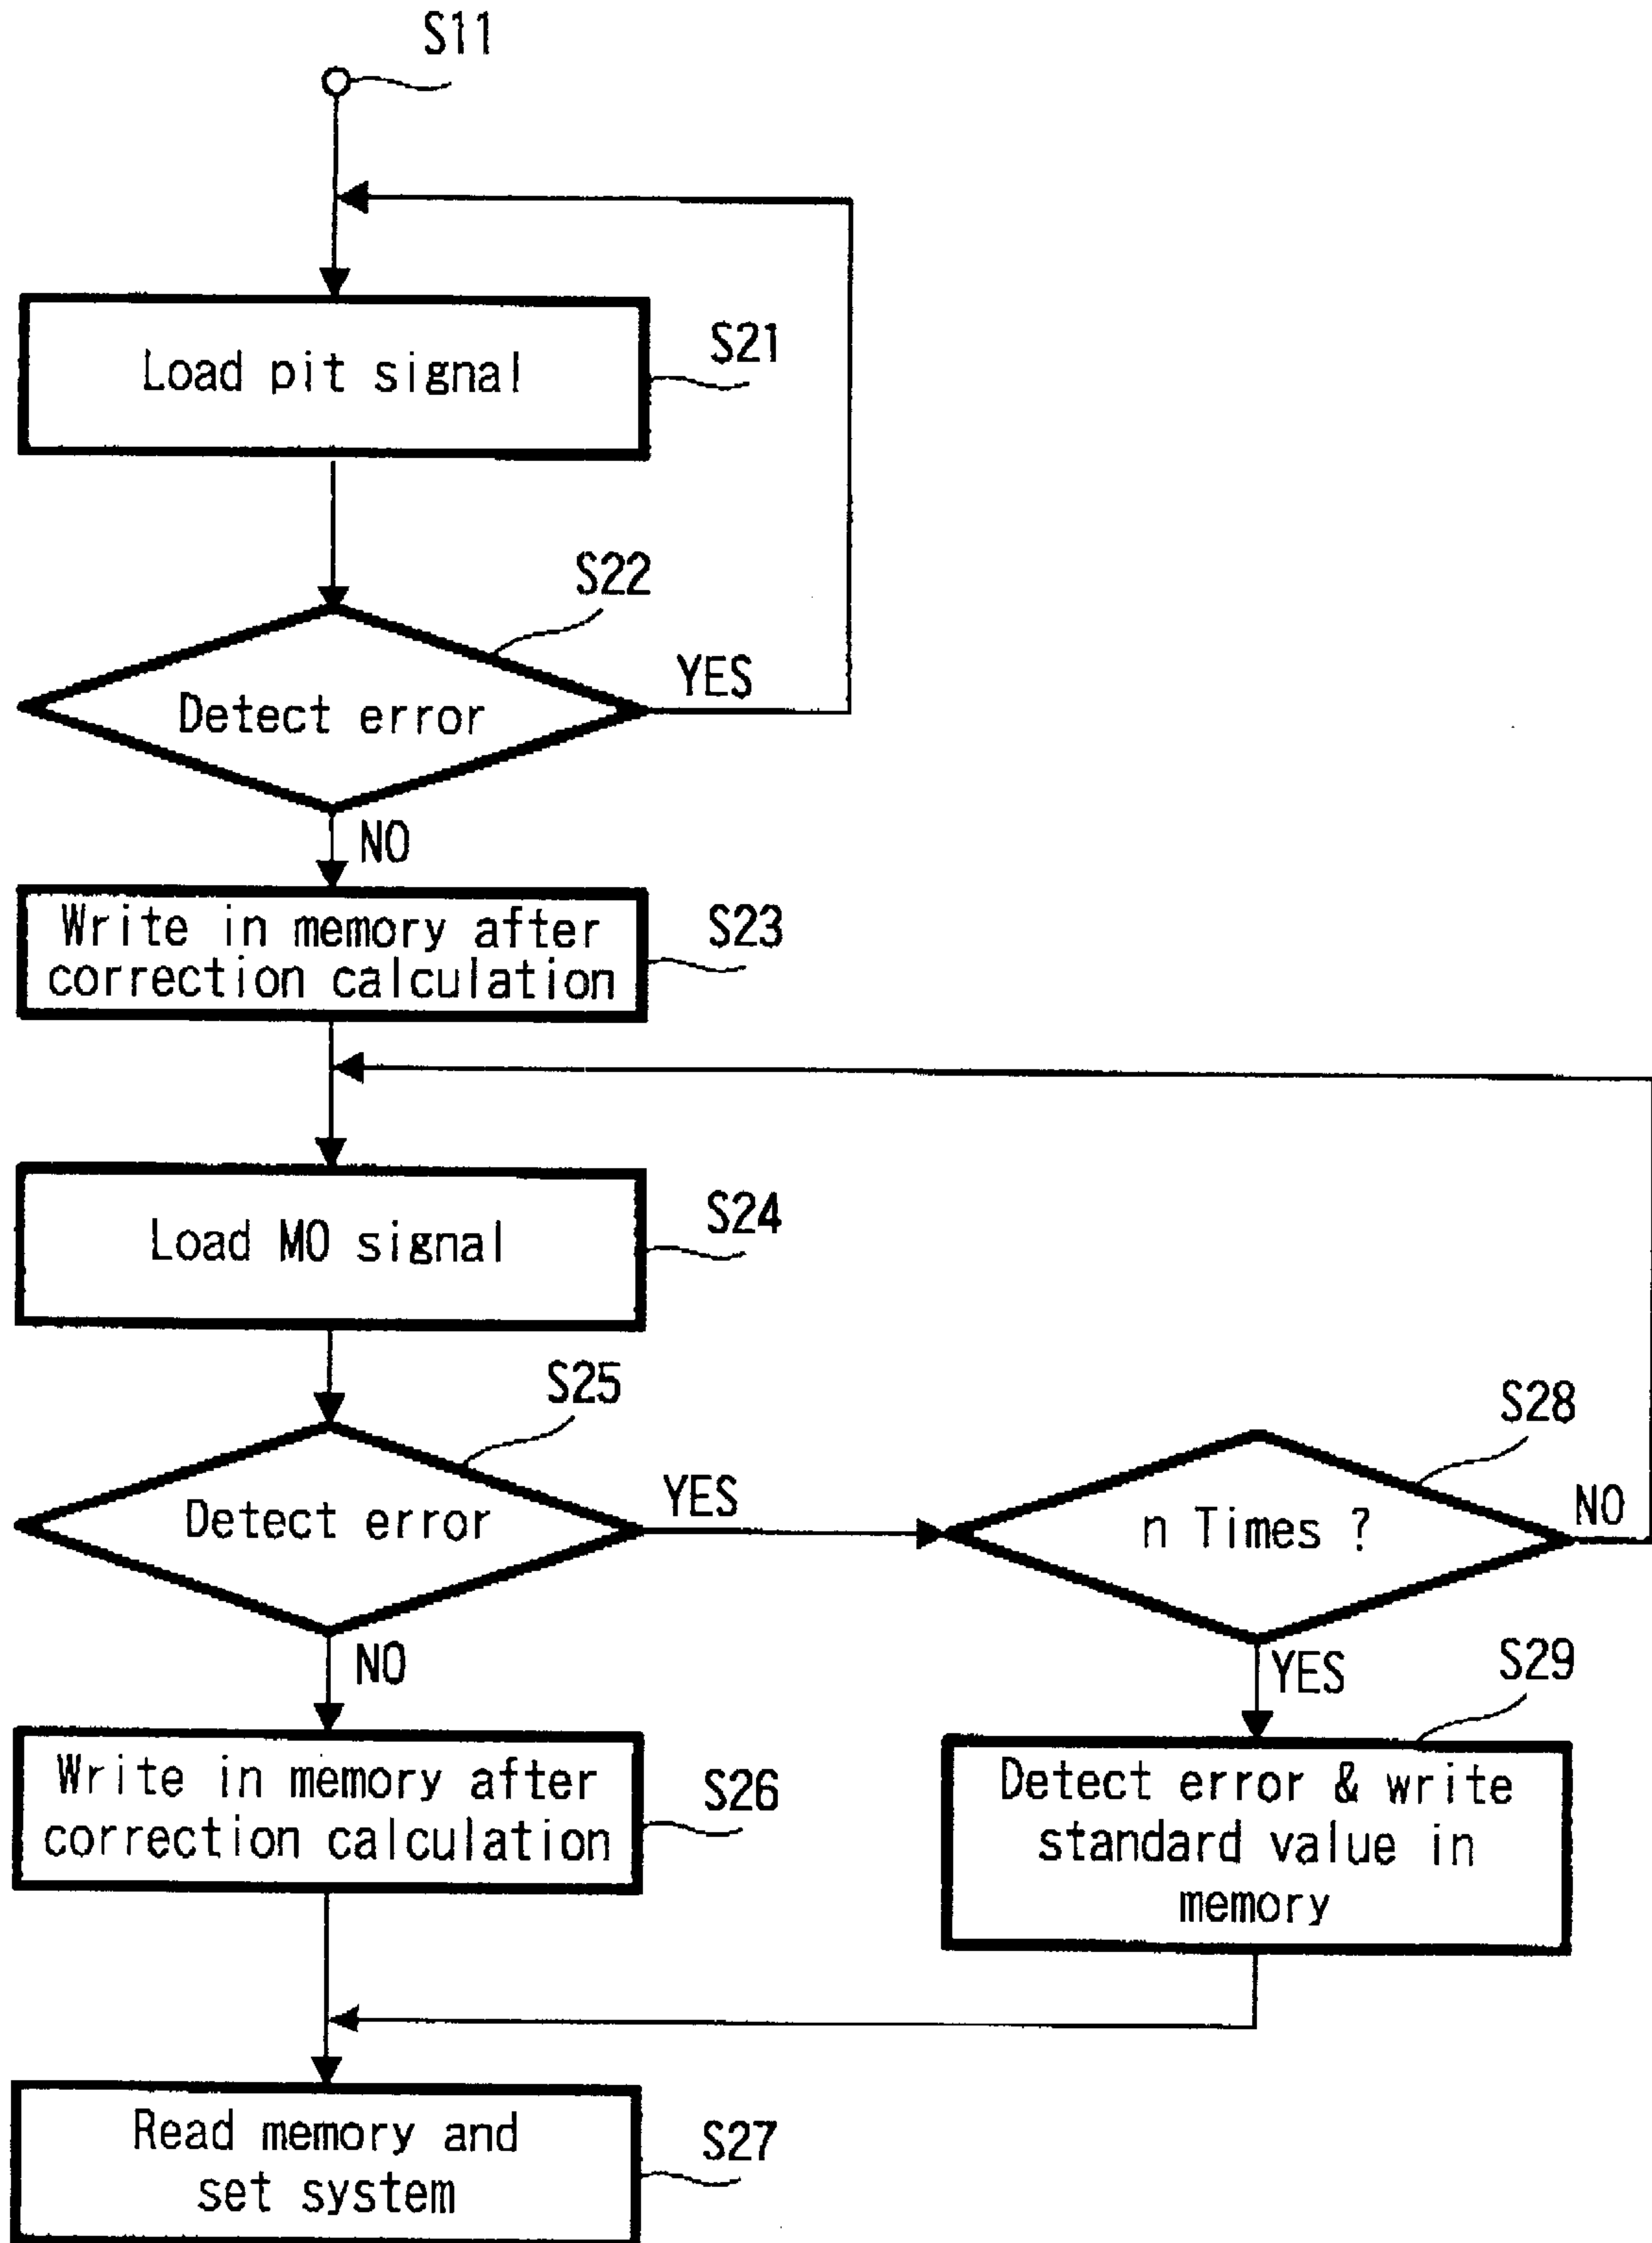 S11
Load pit signal
S21
S22
Detect error
YES
NO
Write in memory after
correction calculation
S23
Load MO signal
S24
S25
Detect error
YES
S28
n Times ?
NO
NO
YES
S29
Write in memory after
correction calculation
S26
Detect error & write
standard value in
memory
Read memory and
set system
S27